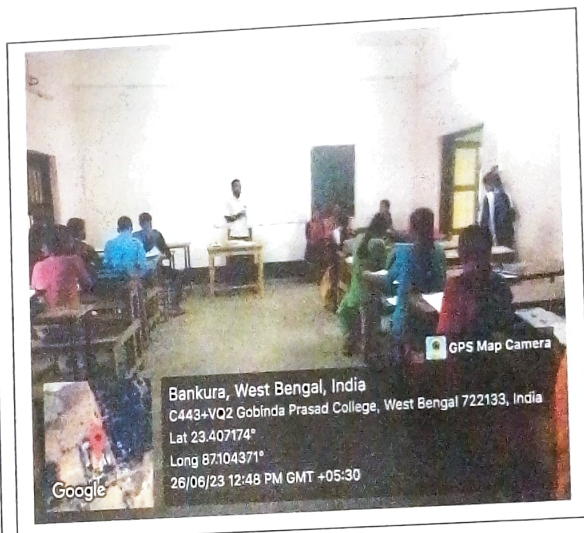 GPS Map Camera
Bankura, West Bengal, India
C443+VQ2 Gobinda Prasad College, West Bengal 722133, India
Lat 23.407174°
Long 87.104371°
26/06/23 12:48 PM GMT +05:30
Google